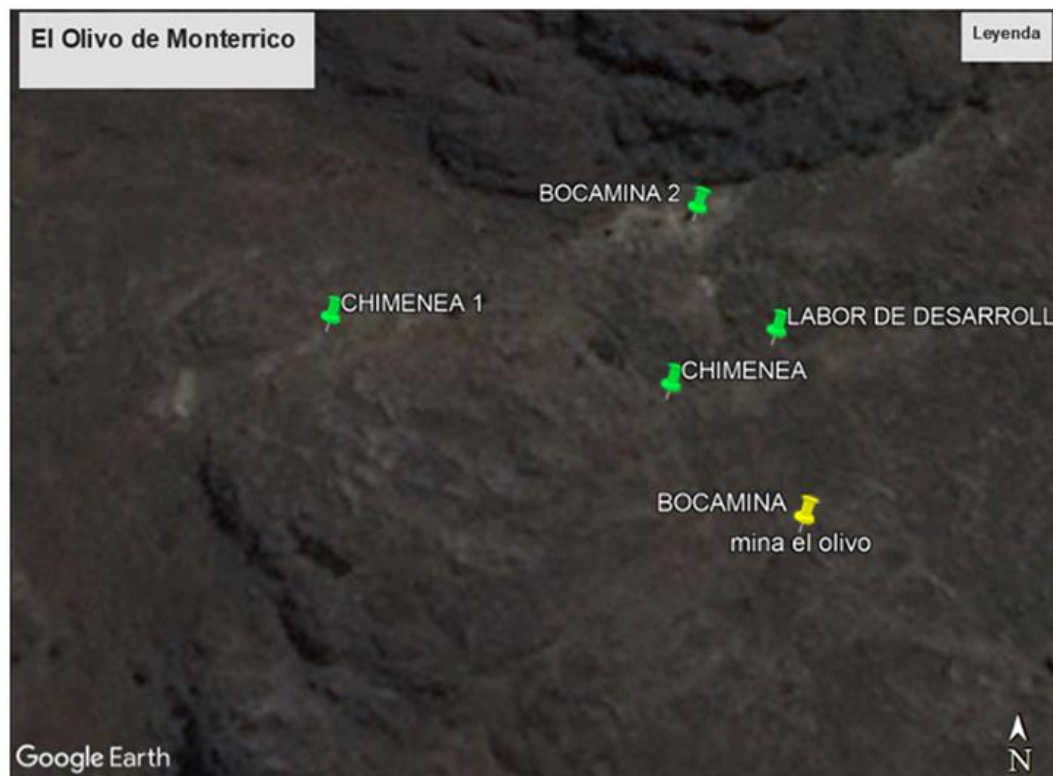 El Olivo de Monterrico
Leyenda
BOCAMINA 2
CHIMENEA 1
LABOR DE DESARROLL
CHIMENEA
BOCAMINA
mina el olivo
Google Earth
N